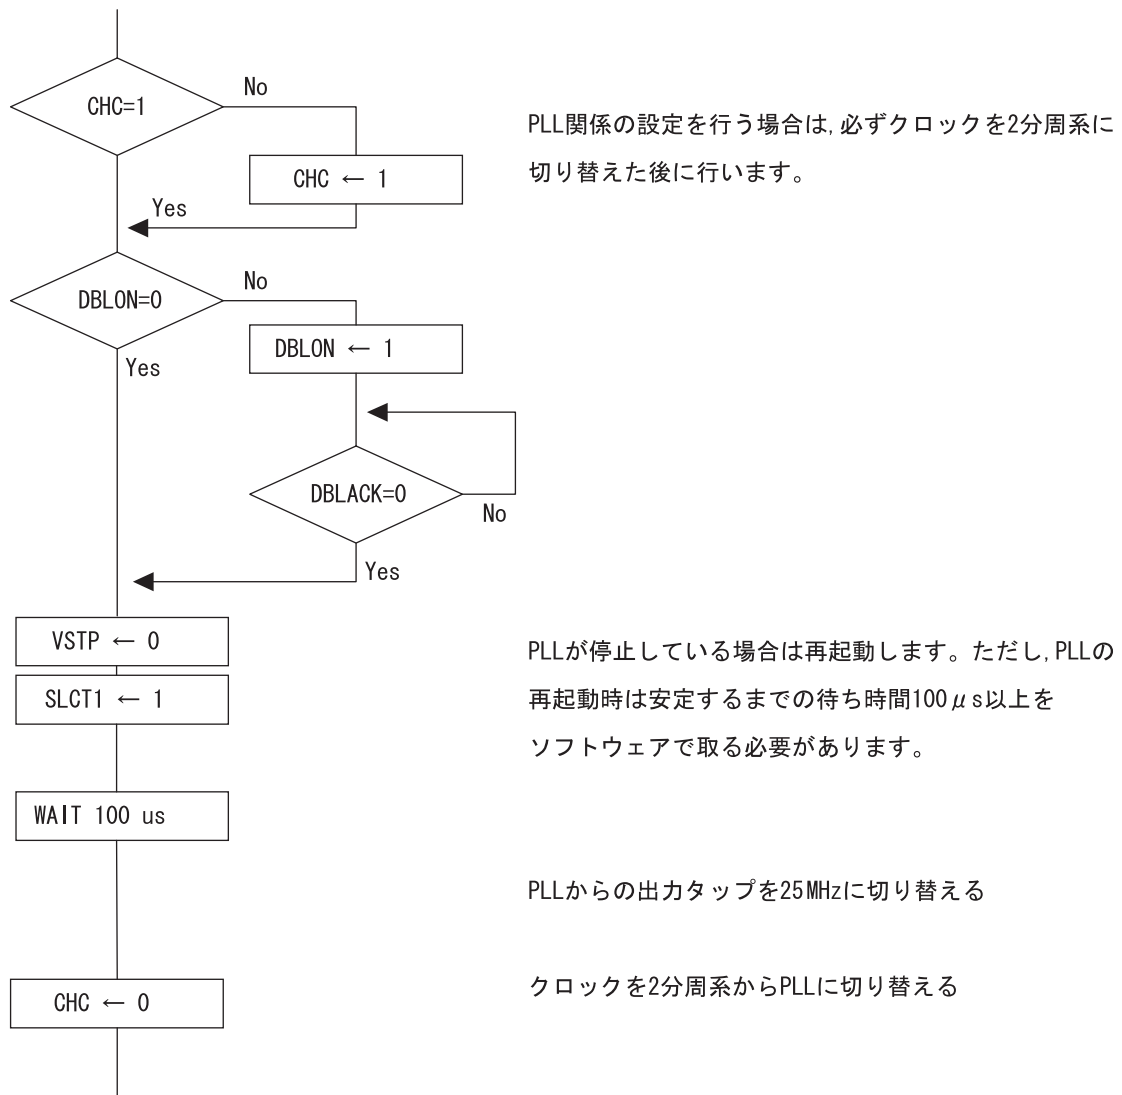 CHC=1
No
CHC ← 1
Yes
PLL関係の設定を行う場合は,必ずクロックを2分周系に
切り替えた後に行います。
DBLON=0
No
DBLON ← 1
Yes
DBLACK=0
No
Yes
VSTP ← 0
SLCT1 ← 1
PLLが停止している場合は再起動します。ただし,PLLの
再起動時は安定するまでの待ち時間100μs以上を
ソフトウェアで取る必要があります。
WAIT 100 us
PLLからの出力タップを25MHzに切り替える
CHC ← 0
クロックを2分周系からPLLに切り替える